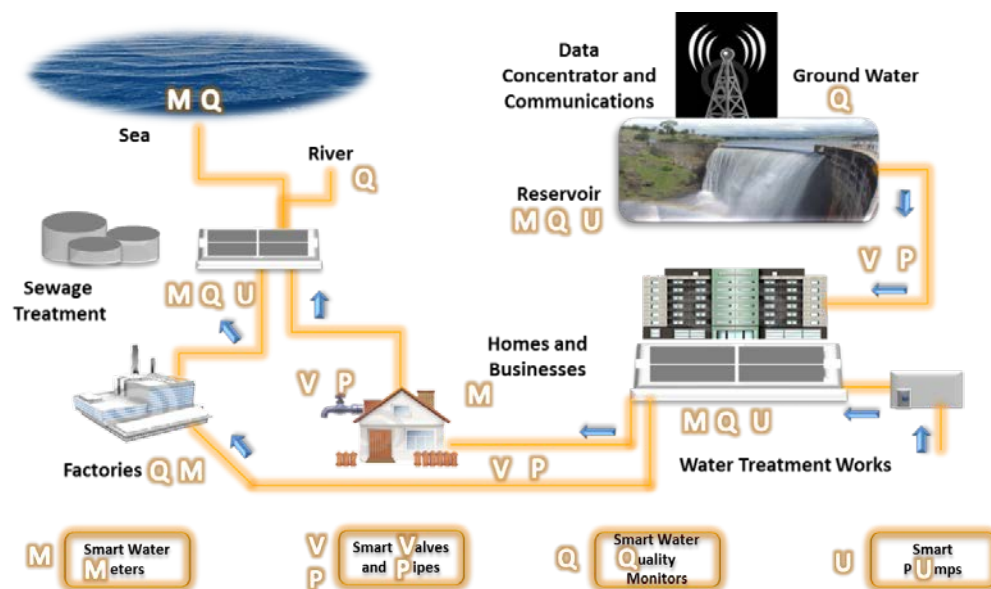 Data
Concentrator and
Communications
Ground Water
Q
M Q
Sea
River
Q
Reservoir
M Q U
V P
Sewage
Treatment
M Q U
Homes and
Businesses
V P
M
M Q U
Factories Q M
V P
Water Treatment Works
M
Smart Water
Meters
V
P
Smart Valves
and Pipes
Q
Smart Water
Quality
Monitors
U
Smart
PUmps